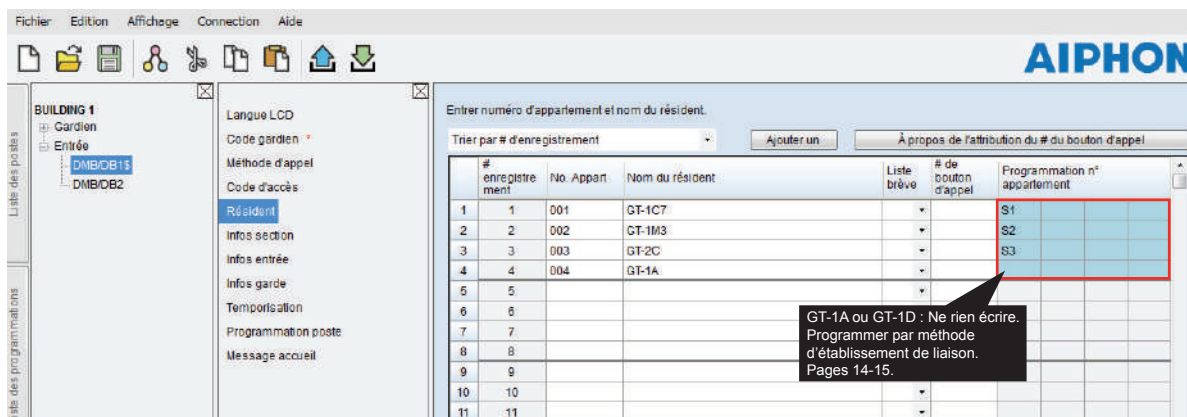 Fichier Edition Affichage Connection Aide
AIPHON
Liste des postes
BUILDING 1
Gardien
Entrée
DMB/DB1$
DMB/DB2
Liste des programmations
Langue LCD
Code gardien *
Méthode d'appel
Code d'accès
Résident
Infos section
Infos entrée
Infos garde
Temporisation
Programmation poste
Message accueil
Entrer numéro d'appartement et nom du résident.
Trier par # d'enregistrement Ajouter un À propos de l'attribution du # du bouton d'appel
# enregistre ment No. Appart Nom du résident Liste brève # de bouton d'appel Programmation n° appartement
1 1 001 GT-1C7 S1
2 2 002 GT-1M3 S2
3 3 003 GT-2C S3
4 4 004 GT-1A
5 5
6 6
7 7
8 8
9 9
10 10
11 11
GT-1A ou GT-1D : Ne rien écrire.
Programmer par méthode
d'établissement de liaison.
Pages 14-15.